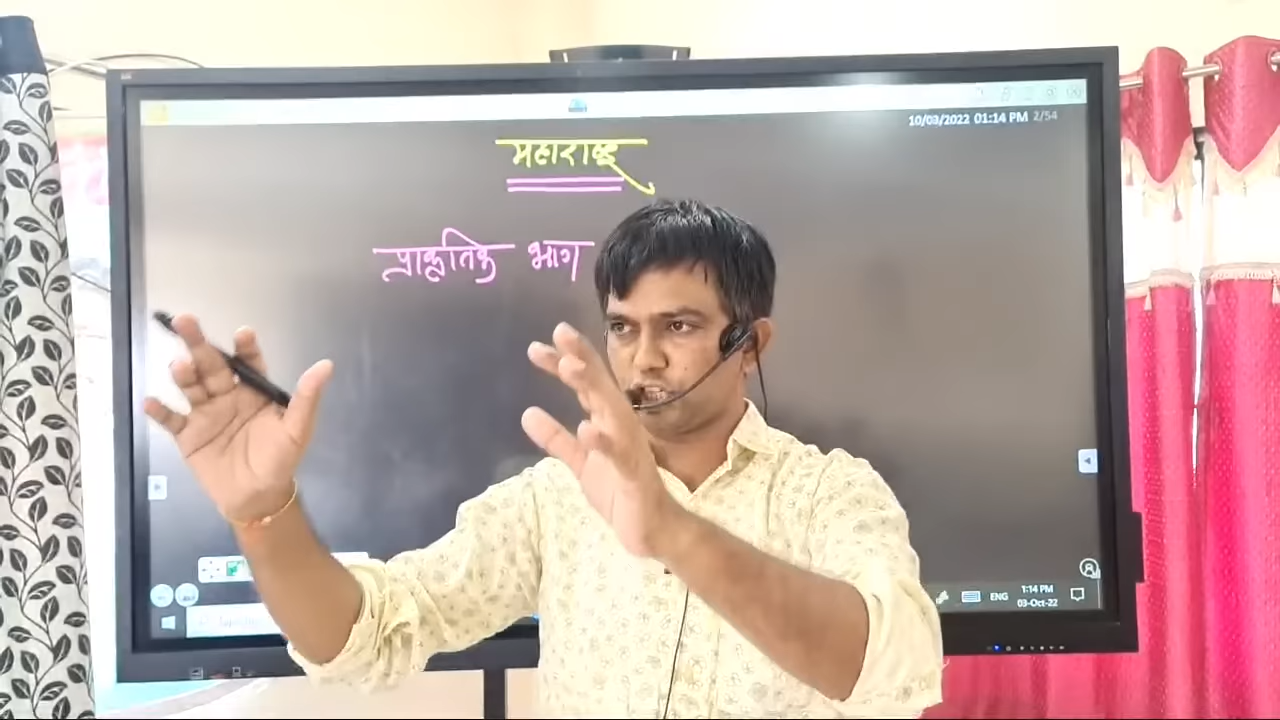 10/03/2022 01:14 PM 2/54
महाराष्ट्र
प्राकृतिक भाग
ENG
1:14 PM
03-Oct-22